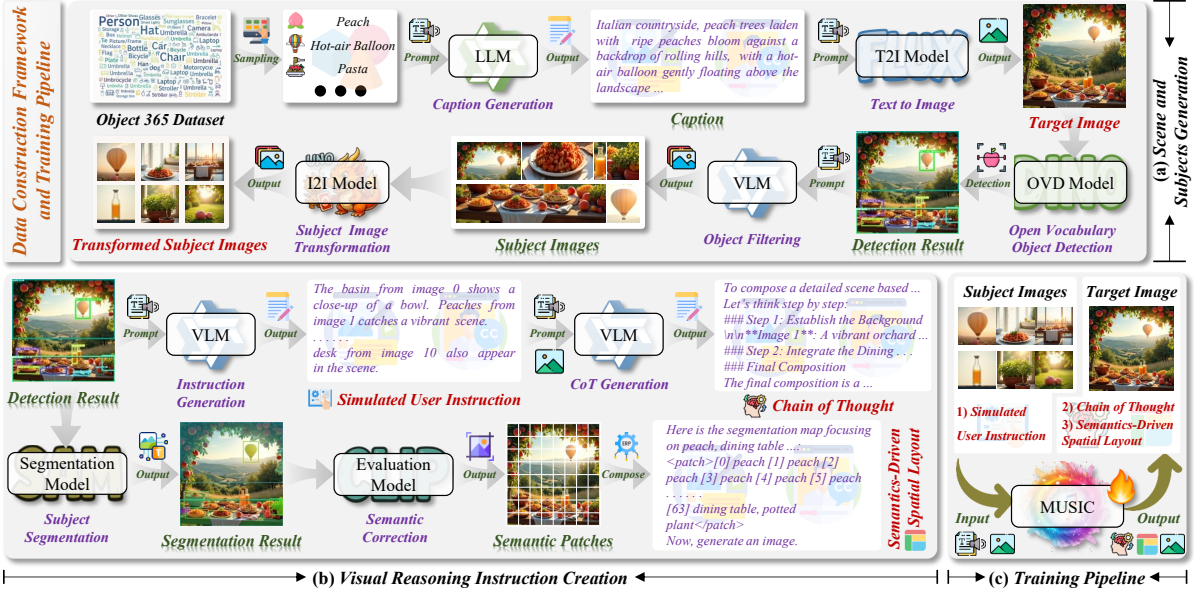 Data Construction Framework
and Training Pipeline
Person
Hat
Car
Chair
Bottle
Object 365 Dataset
Sampling
Peach
Hot-air Balloon
Pasta
Prompt
LLM
Caption Generation
Output
Italian countryside, peach trees laden
with ripe peaches bloom against a
backdrop of rolling hills, with a hot-
air balloon gently floating above the
landscape ...
Caption
Prompt
FLUX
T2I Model
Text to Image
Output
Target Image
(a) Scene and
Subjects Generation
Transformed Subject Images
Output
UNO
I2I Model
Subject Image
Transformation
Subject Images
Output
VLM
Object Filtering
Prompt
Detection Result
Detection
DINO
OVD Model
Open Vocabulary
Object Detection
Detection Result
Prompt
VLM
Instruction
Generation
Output
The basin from image 0 shows a
close-up of a bowl. Peaches from
image 1 catches a vibrant scene.
. . . . . .
desk from image 10 also appear
in the scene.
Simulated User Instruction
Prompt
VLM
CoT Generation
Output
To compose a detailed scene based ...
Let's think step by step:
### Step 1: Establish the Background
\n\n**Image 1**: A vibrant orchard ...
### Step 2: Integrate the Dining . . .
### Final Composition
The final composition is a ...
Chain of Thought
SAM
Segmentation
Model
Subject
Segmentation
Output
Segmentation Result
CLIP
Evaluation
Model
Semantic
Correction
Output
Semantic Patches
ERP
Compose
Here is the segmentation map focusing
on peach, dining table ...:
<patch>[0] peach [1] peach [2]
peach [3] peach [4] peach [5] peach
. . . . . .
[63] dining table, potted
plant</patch>
Now, generate an image.
Semantics-Driven
Spatial Layout
(b) Visual Reasoning Instruction Creation
Subject Images
Target Image
1) Simulated
User Instruction
2) Chain of Thought
3) Semantics-Driven
Spatial Layout
Input
MUSIC
Output
(c) Training Pipeline